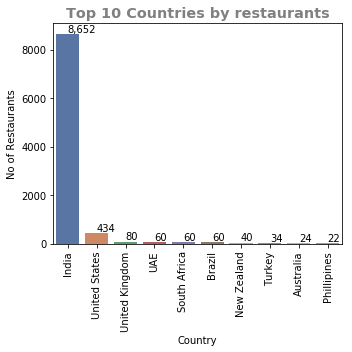 Top 10 Countries by restaurants
8,652
8000
6000
4000
2000
0
No of Restaurants
434
80
60
60
60
40
34
24
22
India
United States
United Kingdom
UAE
South Africa
Brazil
New Zealand
Turkey
Australia
Phillipines
Country